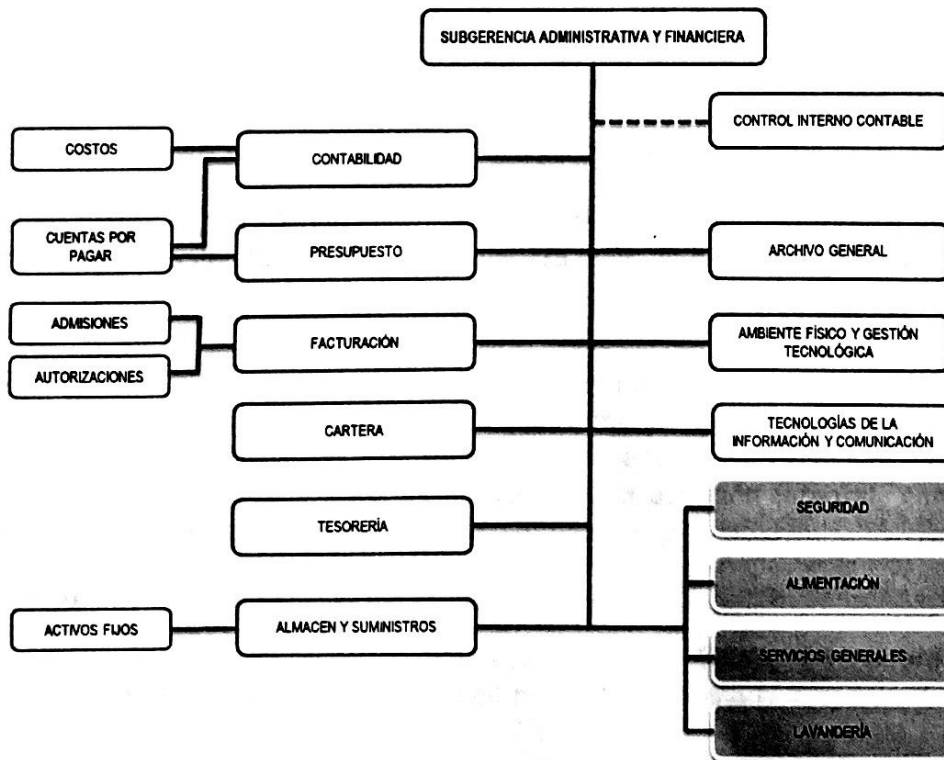 SUBGERENCIA ADMINISTRATIVA Y FINANCIERA
CONTROL INTERNO CONTABLE
COSTOS
CONTABILIDAD
CUENTAS POR
PAGAR
PRESUPUESTO
ARCHIVO GENERAL
ADMISIONES
AUTORIZACIONES
FACTURACIÓN
AMBIENTE FÍSICO Y GESTIÓN
TECNOLÓGICA
CARTERA
TECNOLOGÍAS DE LA
INFORMACIÓN Y COMUNICACIÓN
TESORERÍA
SEGURIDAD
ALIMENTACIÓN
ACTIVOS FIJOS
ALMACEN Y SUMINISTROS
SERVICIOS GENERALES
LAVANDERÍA